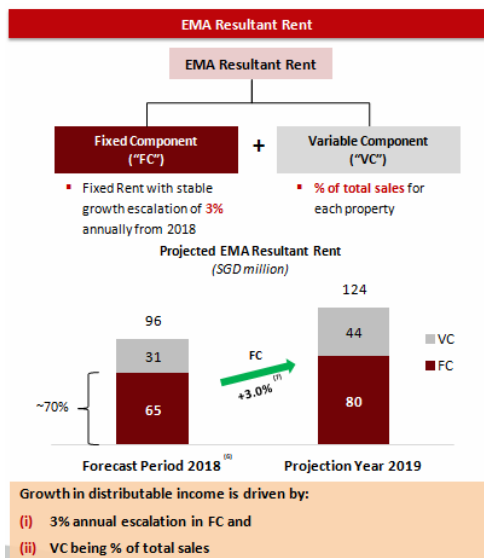 EMA Resultant Rent
EMA Resultant Rent
Fixed Component
("FC")
+
Variable Component
("VC")
▪ Fixed Rent with stable
growth escalation of 3%
annually from 2018
▪ % of total sales for
each property
Projected EMA Resultant Rent
(SGD million)
96
31
65
~70%
FC
+3.0% (7)
124
44
80
VC
FC
Forecast Period 2018 (6)
Projection Year 2019
Growth in distributable income is driven by:
(i) 3% annual escalation in FC and
(ii) VC being % of total sales